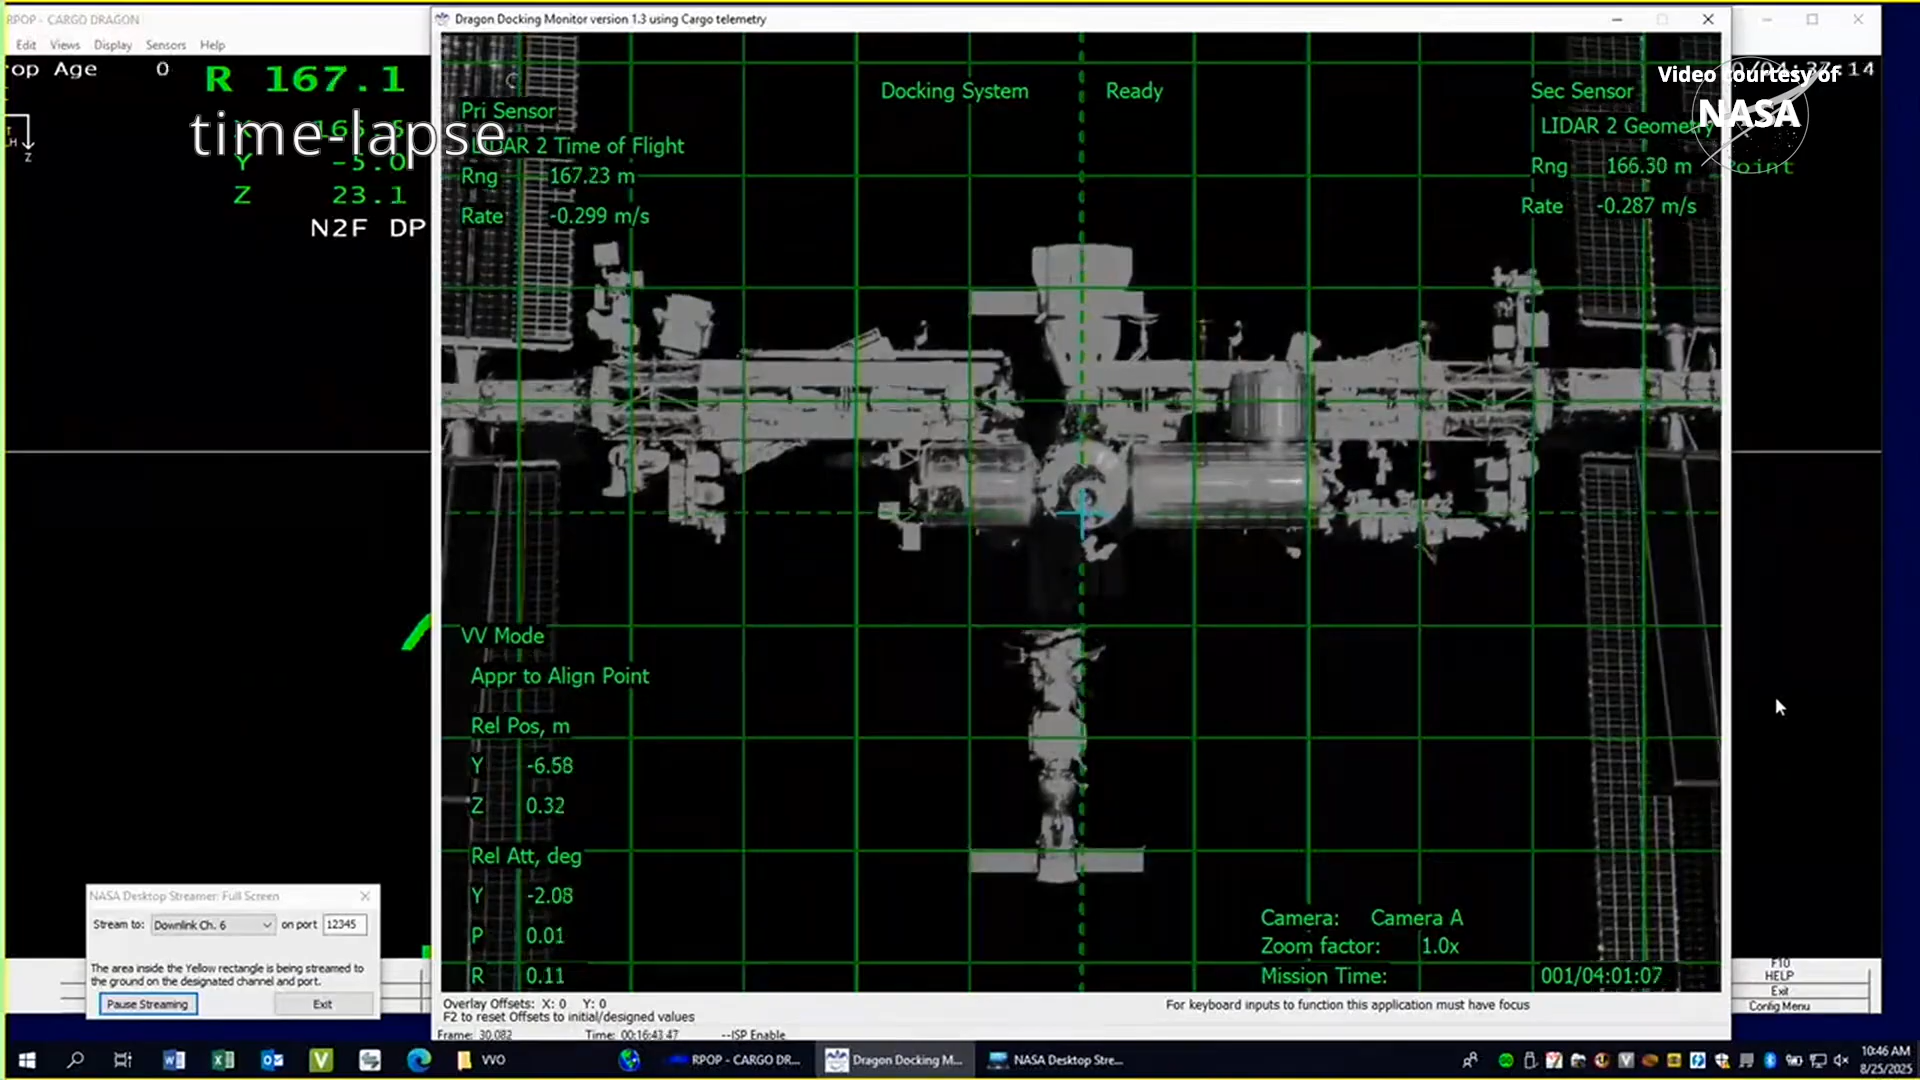 RPOP - CARGO DRAGON
Edit Views Display Sensors Help
op Age 0
R 167.1
time-lapse
Y -5.0
Z 23.1
N2F DP
Z
Dragon Docking Monitor version 1.3 using Cargo telemetry
Docking System Ready
Pri Sensor
LIDAR 2 Time of Flight
Rng 167.23 m
Rate -0.299 m/s
Sec Sensor
LIDAR 2 Geometry
Rng 166.30 m
Rate -0.287 m/s
Video courtesy of
NASA
Point
VV Mode
Appr to Align Point
Rel Pos, m
Y -6.58
Z 0.32
Rel Att, deg
Y -2.08
P 0.01
R 0.11
Camera: Camera A
Zoom factor: 1.0x
Mission Time: 001/04:01:07
Overlay Offsets: X: 0 Y: 0
F2 to reset Offsets to initial/designed values
For keyboard inputs to function this application must have focus
Frame: 30.082 Time: 00:16:43.47 --ISP Enable
NASA Desktop Streamer: Full Screen
Stream to: Downlink Ch. 6 on port 12345
The area inside the Yellow rectangle is being streamed to
the ground on the designated channel and port.
Pause Streaming Exit
F10
HELP
Exit
Config Menu
VVO
RPOP - CARGO DR...
Dragon Docking M...
NASA Desktop Stre...
10:46 AM
8/25/2025